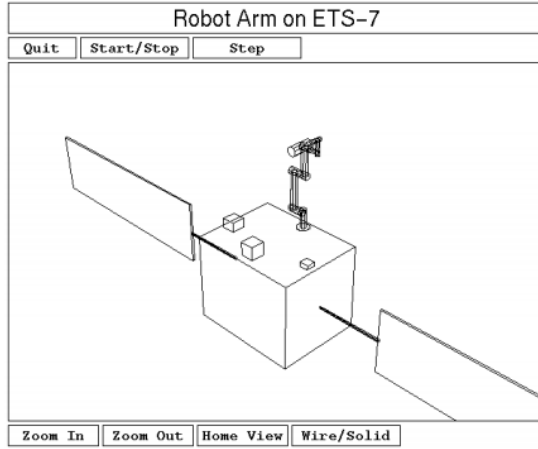 Robot Arm on ETS-7
Quit Start/Stop Step
Zoom In Zoom Out Home View Wire/Solid